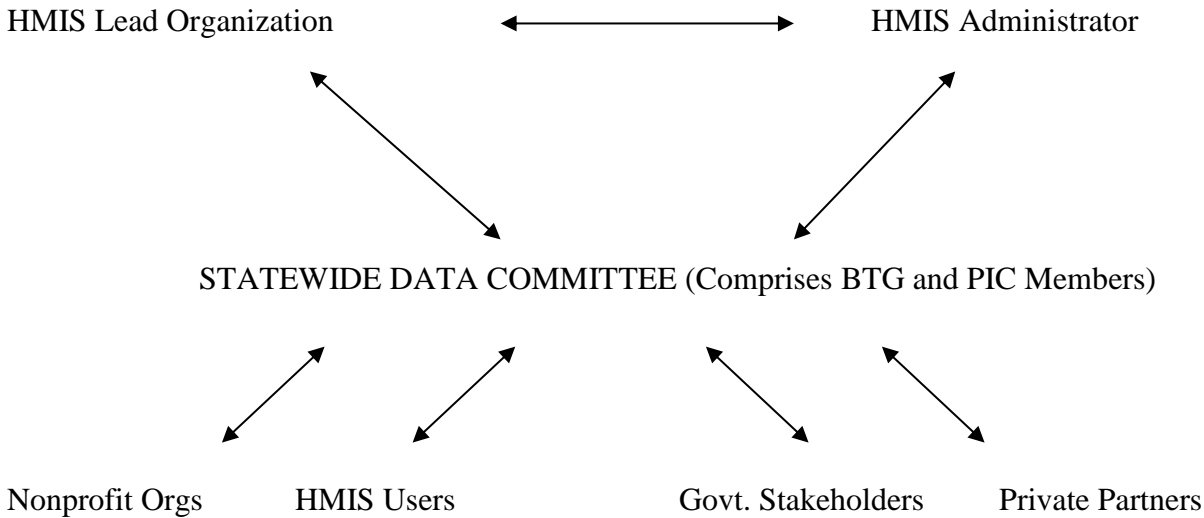 HMIS Lead Organization HMIS Administrator
STATEWIDE DATA COMMITTEE (Comprises BTG and PIC Members)
Nonprofit Orgs HMIS Users Govt. Stakeholders Private Partners